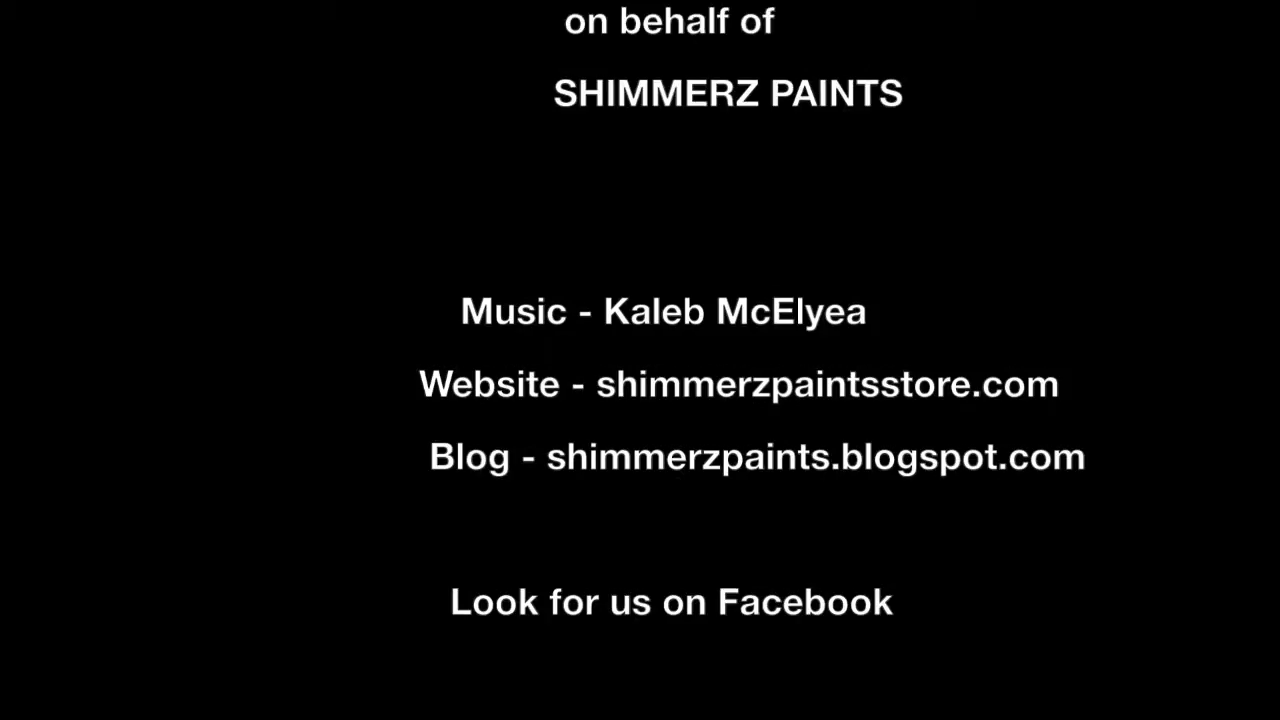 on behalf of
SHIMMERZ PAINTS
Music - Kaleb McElyea
Website - shimmerzpaintsstore.com
Blog - shimmerzpaints.blogspot.com
Look for us on Facebook